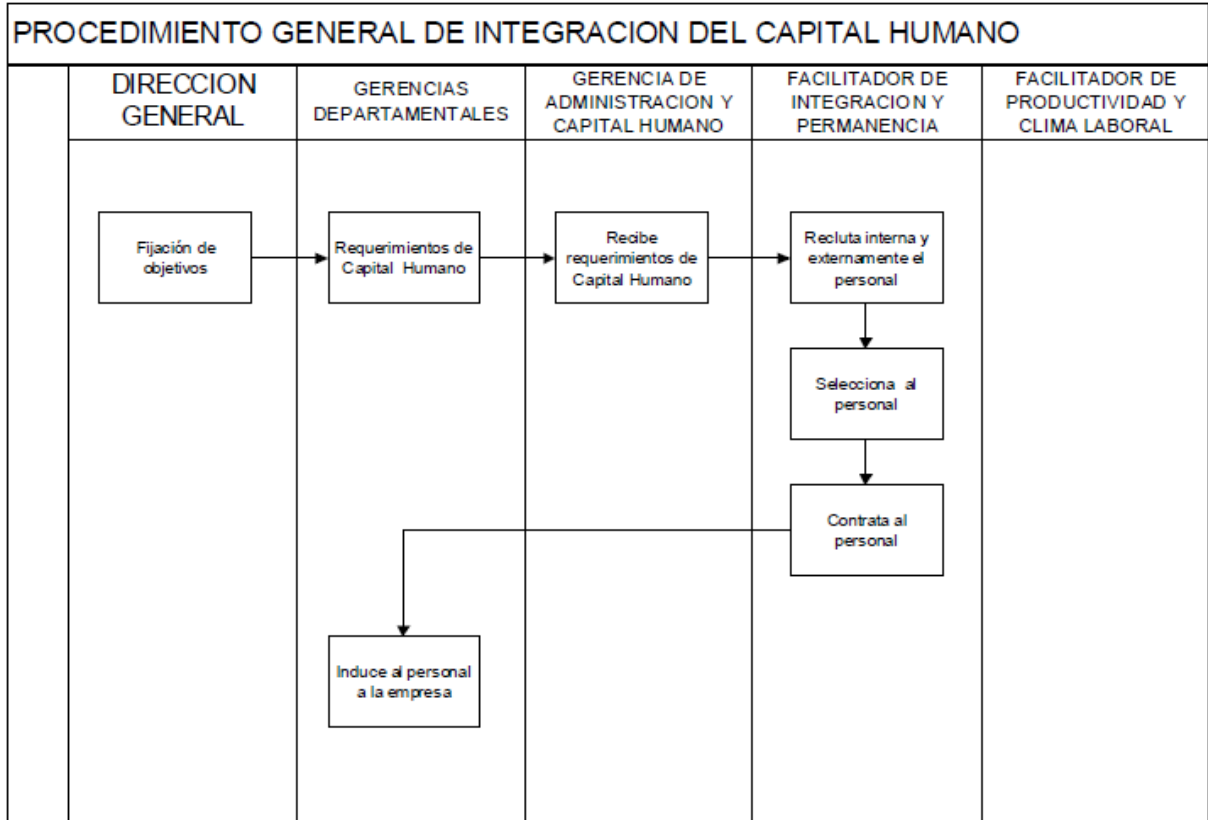 PROCEDIMIENTO GENERAL DE INTEGRACION DEL CAPITAL HUMANO
DIRECCION
GENERAL
GERENCIAS
DEPARTAMENTALES
GERENCIA DE
ADMINISTRACION Y
CAPITAL HUMANO
FACILITADOR DE
INTEGRACION Y
PERMANENCIA
FACILITADOR DE
PRODUCTIVIDAD Y
CLIMA LABORAL
Fijación de
objetivos
Requerimientos de
Capital Humano
Recibe
requerimientos de
Capital Humano
Recluta interna y
externamente el
personal
Selecciona al
personal
Contrata al
personal
Induce al personal
a la empresa